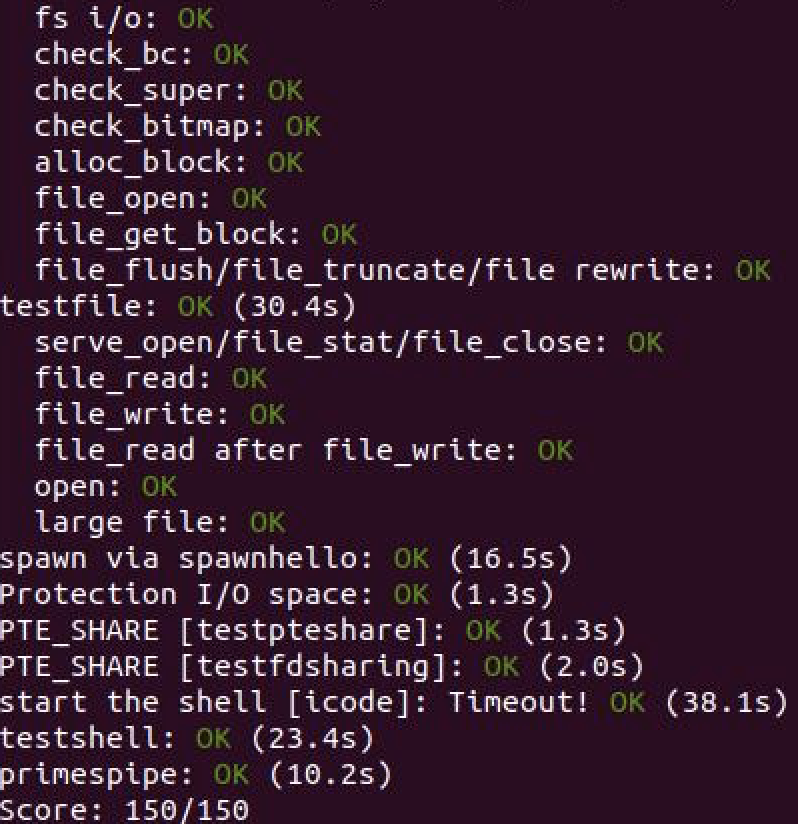 fs i/o: OK
check_bc: OK
check_super: OK
check_bitmap: OK
alloc_block: OK
file_open: OK
file_get_block: OK
file_flush/file_truncate/file rewrite: OK
testfile: OK (30.4s)
serve_open/file_stat/file_close: OK
file_read: OK
file_write: OK
file_read after file_write: OK
open: OK
large file: OK
spawn via spawnhello: OK (16.5s)
Protection I/O space: OK (1.3s)
PTE_SHARE [testpteshare]: OK (1.3s)
PTE_SHARE [testfdsharing]: OK (2.0s)
start the shell [icode]: Timeout! OK (38.1s)
testshell: OK (23.4s)
primespipe: OK (10.2s)
Score: 150/150